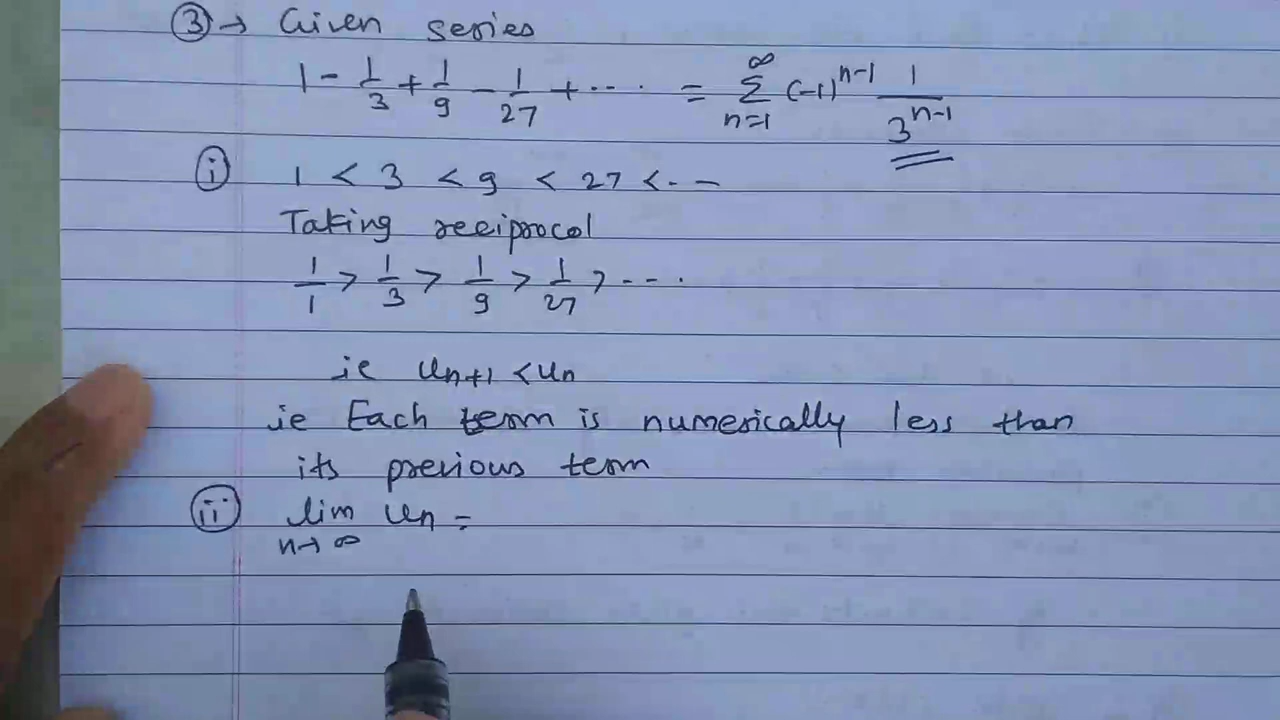 ③→ Given series
1 - 1/3 + 1/9 - 1/27 + ⋯ = ∑_{n=1}^{∞} (-1)^{n-1} 1/3^{n-1}
ⓘ 1 < 3 < 9 < 27 < ---
Taking reciprocol
1/1 > 1/3 > 1/9 > 1/27 > ----
ie u_{n+1} < u_n
ie Each term is numerically less than
its previous term
ⓘⓘ lim_{n→∞} u_n =